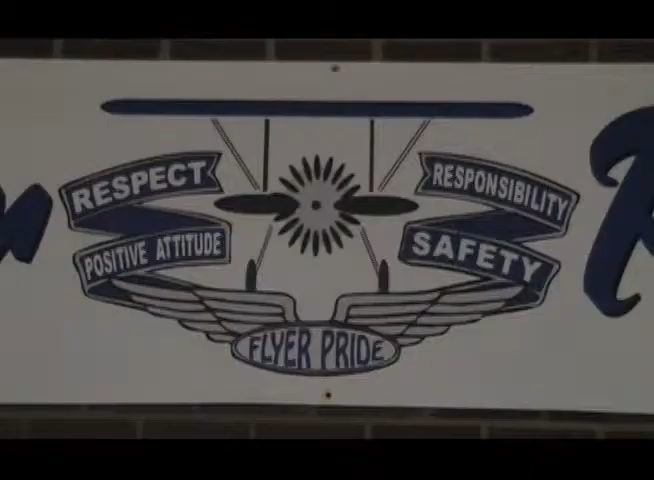 RESPECT
POSITIVE ATTITUDE
RESPONSIBILITY
SAFETY
FLYER PRIDE